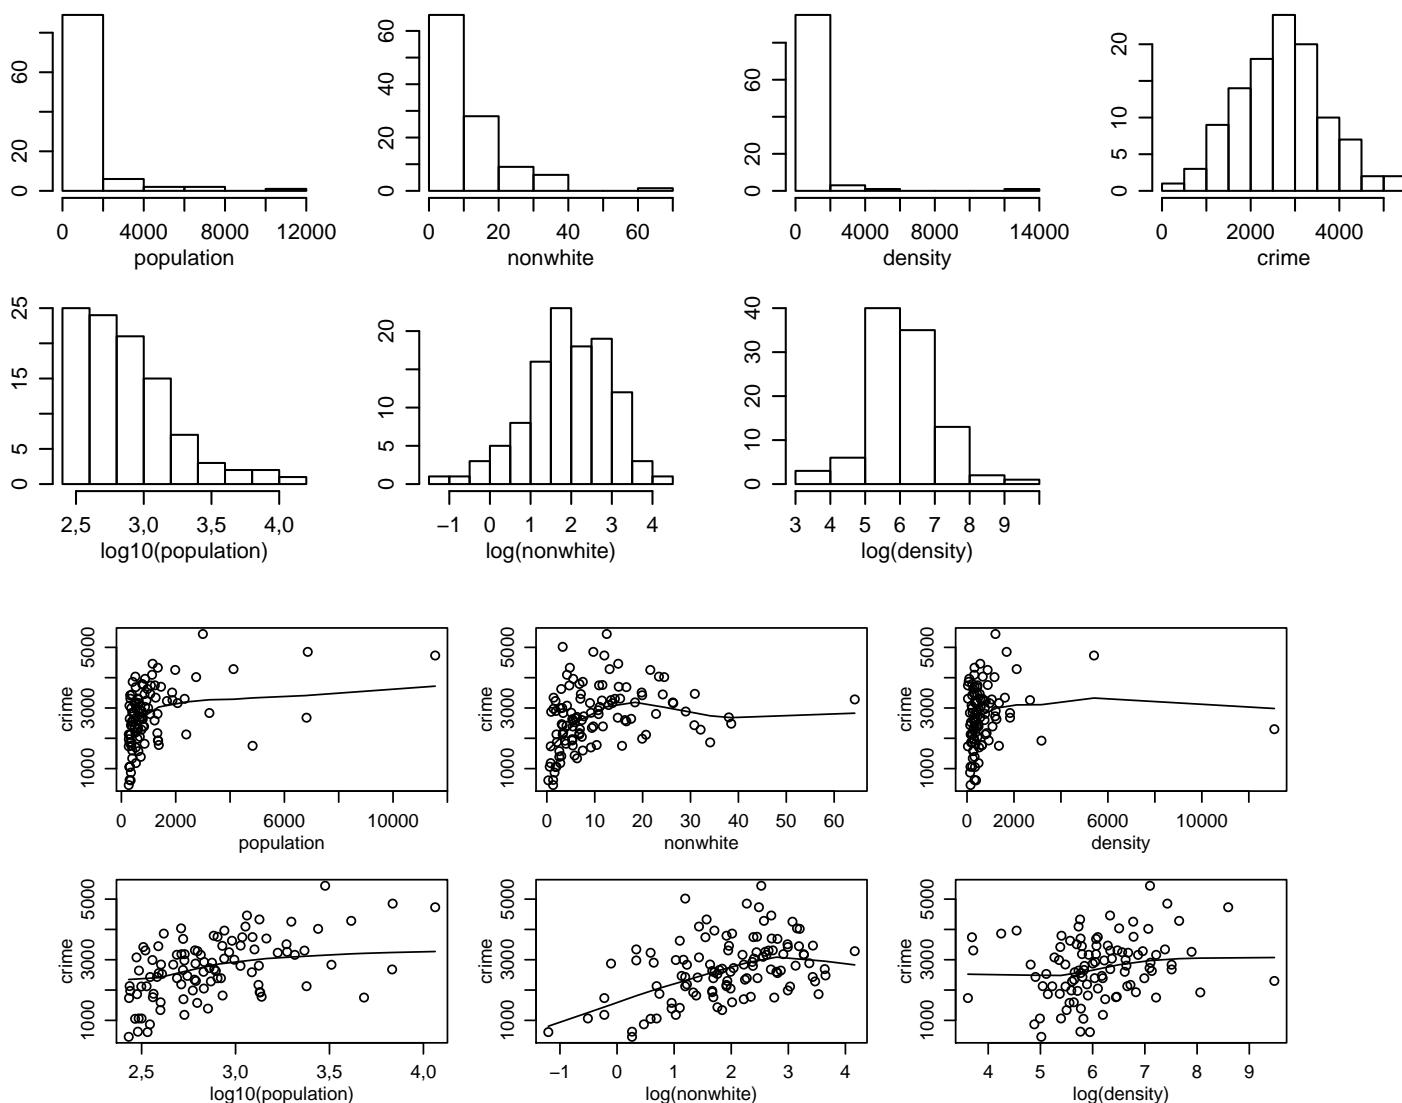 0 20 60
0 4000 8000 12000
population
0 20 40 60
0 20 40 60
nonwhite
0 20 60
0 4000 8000 14000
density
0 5 10 20
0 2000 4000
crime
0 5 15 25
2,5 3,0 3,5 4,0
log10(population)
0 5 10 20
−1 0 1 2 3 4
log(nonwhite)
0 10 20 30 40
3 4 5 6 7 8 9
log(density)
1000 3000 5000
crime
0 2000 6000 10000
population
1000 3000 5000
crime
0 10 20 30 40 50 60
nonwhite
1000 3000 5000
crime
0 2000 6000 10000
density
1000 3000 5000
crime
2,5 3,0 3,5 4,0
log10(population)
1000 3000 5000
crime
−1 0 1 2 3 4
log(nonwhite)
1000 3000 5000
crime
4 5 6 7 8 9
log(density)